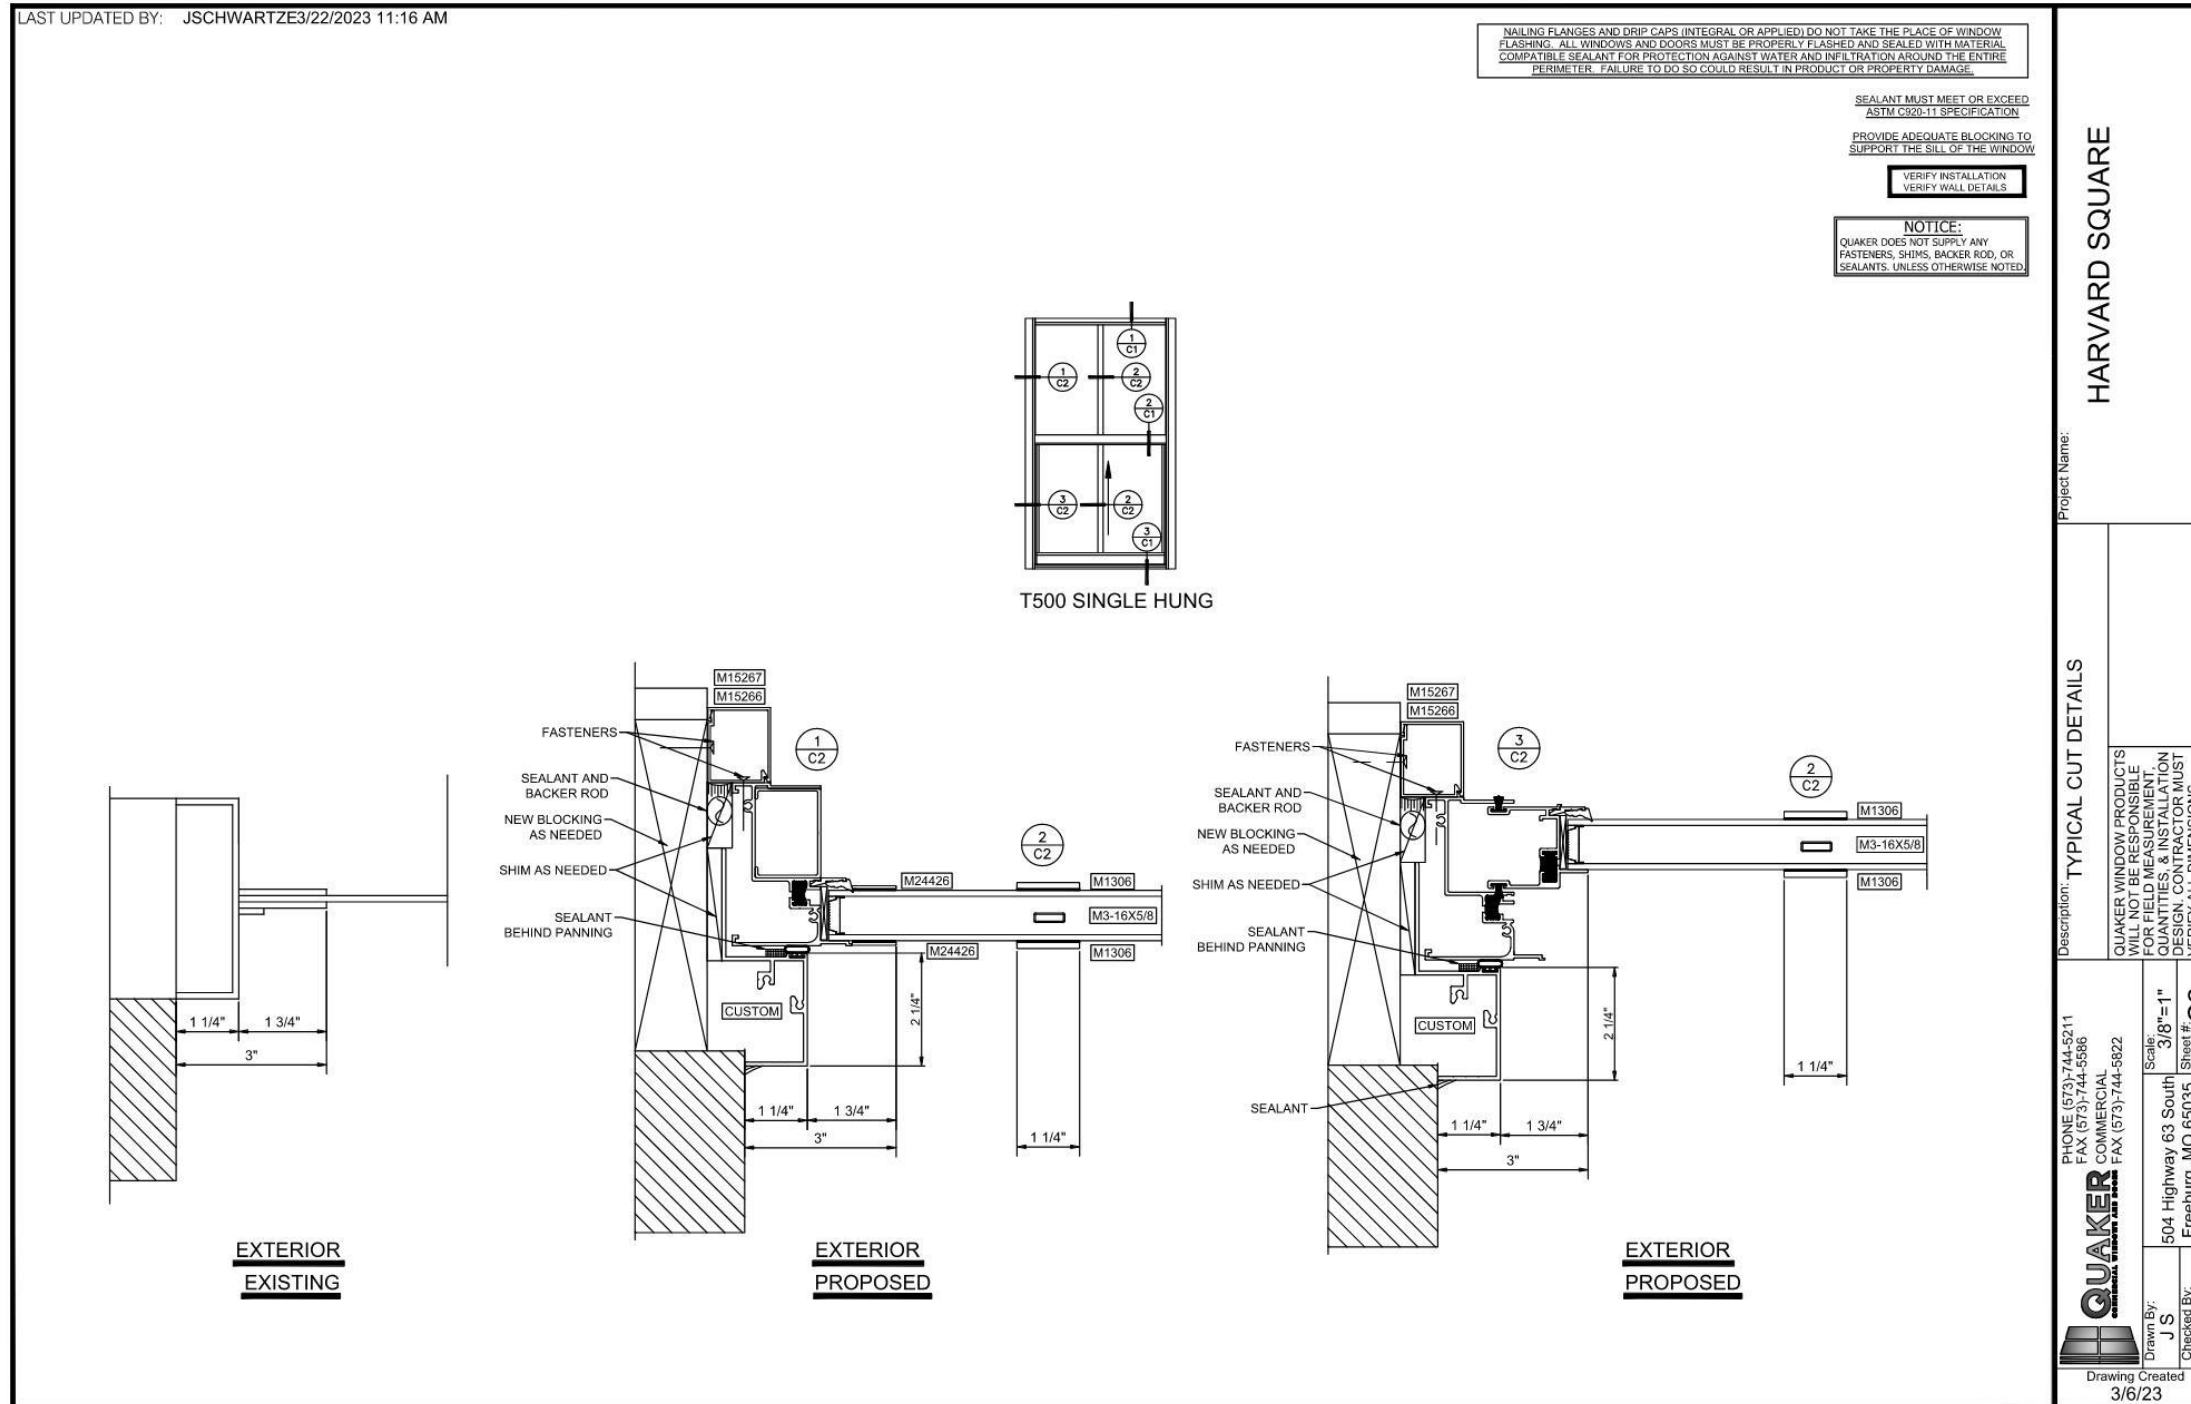 LAST UPDATED BY: JSCHWARTZE3/22/2023 11:16 AM
NAILING FLANGES AND DRIP CAPS (INTEGRAL OR APPLIED) DO NOT TAKE THE PLACE OF WINDOW
FLASHING. ALL WINDOWS AND DOORS MUST BE PROPERLY FLASHED AND SEALED WITH MATERIAL
COMPATIBLE SEALANT FOR PROTECTION AGAINST WATER AND INFILTRATION AROUND THE ENTIRE
PERIMETER. FAILURE TO DO SO COULD RESULT IN PRODUCT OR PROPERTY DAMAGE.
SEALANT MUST MEET OR EXCEED
ASTM C920-11 SPECIFICATION
PROVIDE ADEQUATE BLOCKING TO
SUPPORT THE SILL OF THE WINDOW
VERIFY INSTALLATION
VERIFY WALL DETAILS
NOTICE:
QUAKER DOES NOT SUPPLY ANY
FASTENERS, SHIMS, BACKER ROD, OR
SEALANTS. UNLESS OTHERWISE NOTED.
1
C1
1
C2
2
C2
2
C1
3
C2
2
C2
3
C1
T500 SINGLE HUNG
1 1/4"
1 3/4"
3"
EXTERIOR
EXISTING
M15267
M15266
FASTENERS
1
C2
SEALANT AND
BACKER ROD
NEW BLOCKING
AS NEEDED
SHIM AS NEEDED
SEALANT
BEHIND PANNING
2
C2
M24426
M1306
M3-16X5/8
M24426
M1306
CUSTOM
2 1/4"
1 1/4"
1 3/4"
3"
1 1/4"
EXTERIOR
PROPOSED
M15267
M15266
FASTENERS
3
C2
SEALANT AND
BACKER ROD
NEW BLOCKING
AS NEEDED
SHIM AS NEEDED
SEALANT
BEHIND PANNING
2
C2
M1306
M3-16X5/8
M1306
CUSTOM
2 1/4"
SEALANT
1 1/4"
1 3/4"
3"
1 1/4"
EXTERIOR
PROPOSED
Project Name:
HARVARD SQUARE
Description:
TYPICAL CUT DETAILS
QUAKER WINDOW PRODUCTS
WILL NOT BE RESPONSIBLE
FOR FIELD MEASUREMENT,
QUANTITIES, & INSTALLATION
DESIGN. CONTRACTOR MUST
VERIFY ALL DIMENSIONS
PHONE (573)-744-5211
FAX (573)-744-5586
COMMERCIAL
FAX (573)-744-5822
QUAKER
COMMERCIAL WINDOWS AND DOORS
504 Highway 63 South
Freeburg, MO 65035
Scale:
3/8"=1"
Sheet #:
Drawn By:
J S
Checked By:
Drawing Created
3/6/23